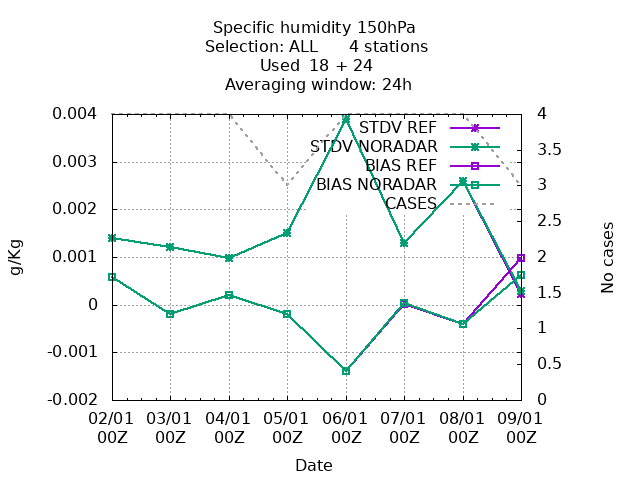 Specific humidity 150hPa
Selection: ALL 4 stations
Used 18 + 24
Averaging window: 24h
0.004
0.003
0.002
0.001
0
-0.001
-0.002
g/Kg
STDV REF
STDV NORADAR
BIAS REF
BIAS NORADAR
CASES
4
3.5
3
2.5
2
1.5
1
0.5
0
No cases
02/01 03/01 04/01 05/01 06/01 07/01 08/01 09/01
00Z 00Z 00Z 00Z 00Z 00Z 00Z 00Z
Date